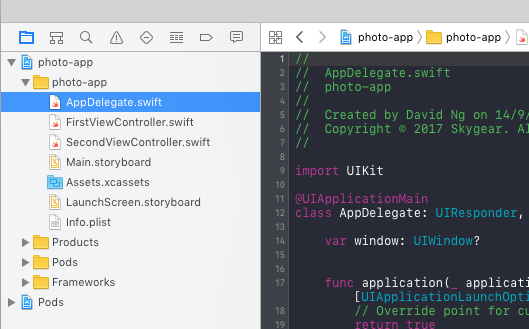 photo-app
photo-app
AppDelegate.swift
FirstViewController.swift
SecondViewController.swift
Main.storyboard
Assets.xcassets
LaunchScreen.storyboard
Info.plist
Products
Pods
Frameworks
Pods
photo-app photo-app
1 //
2 // AppDelegate.swift
3 // photo-app
4 //
5 // Created by David Ng on 14/9/
6 // Copyright © 2017 Skygear. Al
7 //
8
9 import UIKit
10
11 @UIApplicationMain
12 class AppDelegate: UIResponder,
13
14 var window: UIWindow?
15
16
17 func application(_ applicati
[UIApplicationLaunchOpti
18 // Override point for cu
19 return true